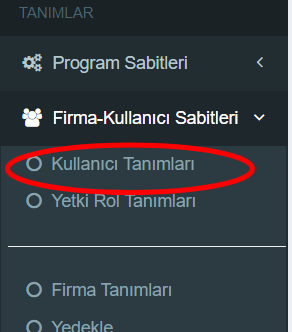 TANIMLAR
Program Sabitleri
Firma-Kullanıcı Sabitleri
Kullanıcı Tanımları
Yetki Rol Tanımları
Firma Tanımları
Yedekle